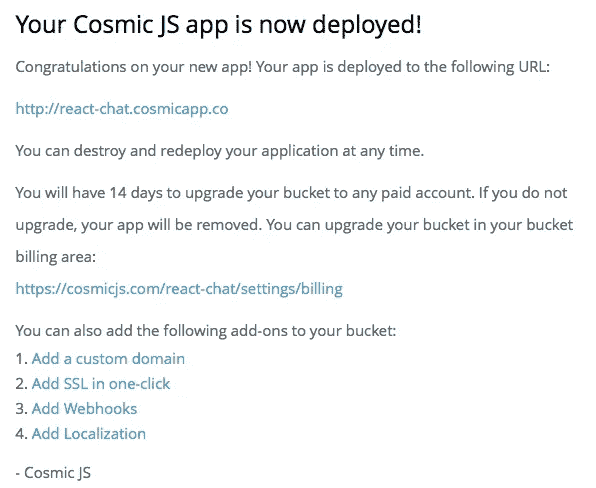 Your Cosmic JS app is now deployed!
Congratulations on your new app! Your app is deployed to the following URL:
http://react-chat.cosmicapp.co
You can destroy and redeploy your application at any time.
You will have 14 days to upgrade your bucket to any paid account. If you do not
upgrade, your app will be removed. You can upgrade your bucket in your bucket
billing area:
https://cosmicjs.com/react-chat/settings/billing
You can also add the following add-ons to your bucket:
1. Add a custom domain
2. Add SSL in one-click
3. Add Webhooks
4. Add Localization
- Cosmic JS